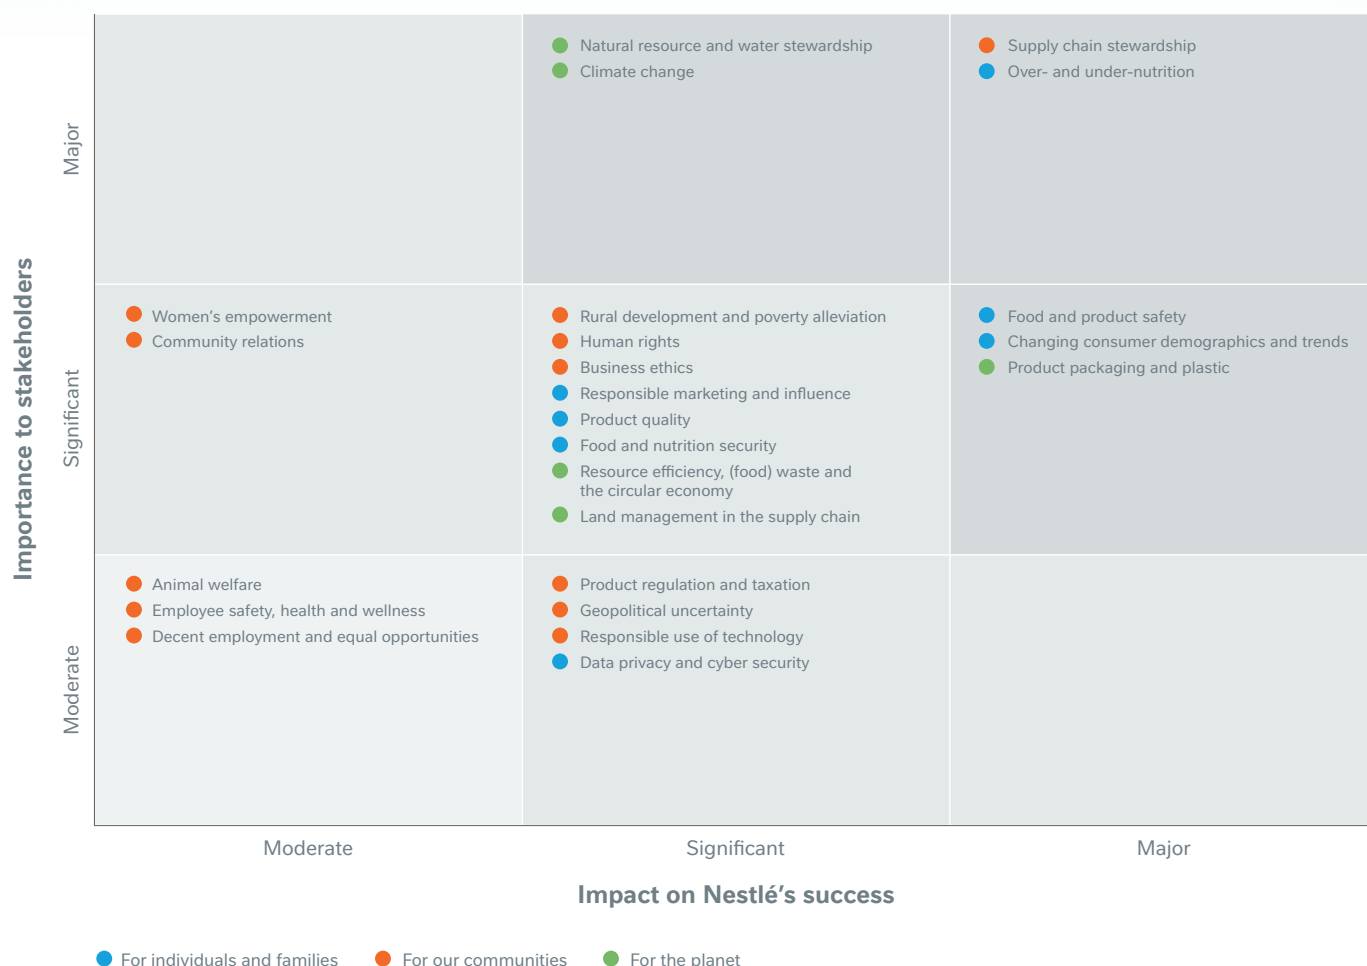 Natural resource and water stewardship
Climate change
Supply chain stewardship
Over- and under-nutrition
Major
Women's empowerment
Community relations
Rural development and poverty alleviation
Human rights
Business ethics
Responsible marketing and influence
Product quality
Food and nutrition security
Resource efficiency, (food) waste and
the circular economy
Land management in the supply chain
Food and product safety
Changing consumer demographics and trends
Product packaging and plastic
Significant
Importance to stakeholders
Animal welfare
Employee safety, health and wellness
Decent employment and equal opportunities
Product regulation and taxation
Geopolitical uncertainty
Responsible use of technology
Data privacy and cyber security
Moderate
Moderate
Significant
Major
Impact on Nestlé's success
For individuals and families
For our communities
For the planet